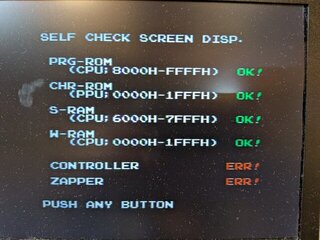 SELF CHECK SCREEN DISP.
PRG-ROM
(CPU;8000H-FFFFH) OK!
CHR-ROM
(PPU;0000H-1FFFH) OK!
S-RAM
(CPU;6000H-7FFFH) OK!
W-RAM
(CPU;0000H-1FFFH) OK!
CONTROLLER ERR!
ZAPPER ERR!
PUSH ANY BUTTON